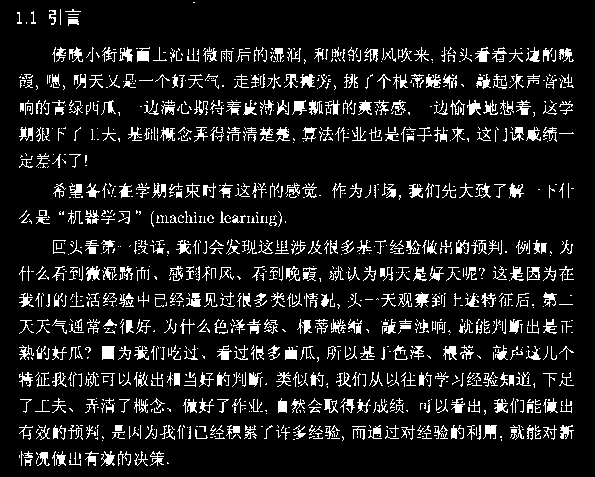 1.1 引言
傍晚小街路面上沁出微雨后的湿润, 和煦的细风吹来, 抬头看看天边的晚
霞, 嗯, 明天又是一个好天气. 走到水果摊旁, 挑了个根蒂蜷缩、敲起来声音浊
响的青绿西瓜, 一边满心期待着皮薄肉厚瓤甜的爽落感, 一边愉快地想着, 这学
期狠下了工夫, 基础概念弄得清清楚楚, 算法作业也是信手拈来, 这门课成绩一
定差不了!
希望各位在学期结束时有这样的感觉. 作为开场, 我们先大致了解一下什
么是“机器学习”(machine learning).
回头看第一段话, 我们会发现这里涉及很多基于经验做出的预判. 例如, 为
什么看到微湿路面、感到和风、看到晚霞, 就认为明天是好天呢? 这是因为在
我们的生活经验中已经遇见过很多类似情况, 头一天观察到上述特征后, 第二
天天气通常会很好. 为什么色泽青绿、根蒂蜷缩、敲声浊响, 就能判断出是正
熟的好瓜? 因为我们吃过、看过很多西瓜, 所以基于色泽、根蒂、敲声这几个
特征我们就可以做出相当好的判断. 类似的, 我们从以往的学习经验知道, 下足
了工夫、弄清了概念、做好了作业, 自然会取得好成绩. 可以看出, 我们能做出
有效的预判, 是因为我们已经积累了许多经验, 而通过对经验的利用, 就能对新
情况做出有效的决策.